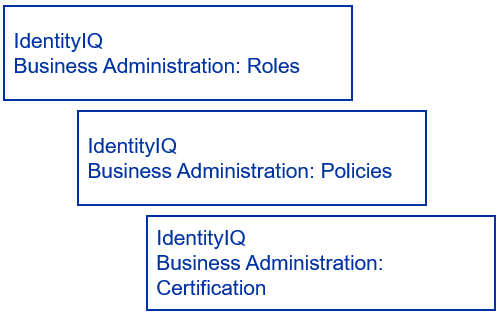 IdentityIQ
Business Administration: Roles
IdentityIQ
Business Administration: Policies
IdentityIQ
Business Administration:
Certification